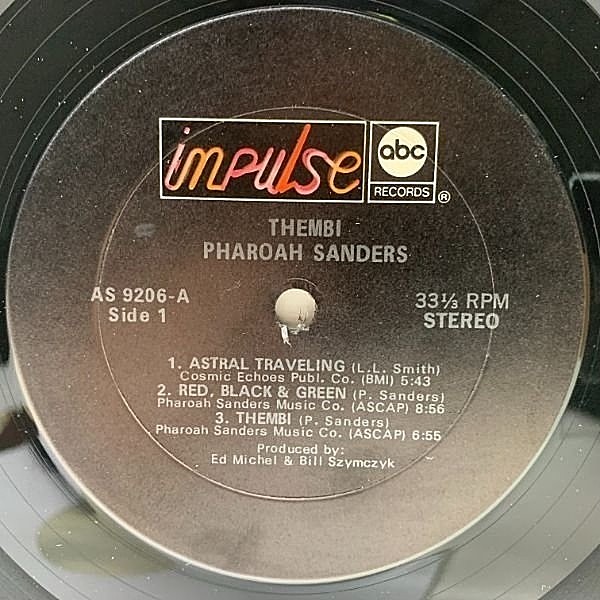 impulse
abc
RECORDS
®
THEMBI
PHAROAH SANDERS
AS 9206-A
Side 1
33⅓ RPM
STEREO
1. ASTRAL TRAVELING (L.L. Smith)
Cosmic Echoes Publ. Co. (BMI) 5:43
2. RED, BLACK & GREEN (P. Sanders)
Pharoah Sanders Music Co. (ASCAP) 8:56
3. THEMBI (P. Sanders)
Pharoah Sanders Music Co. (ASCAP) 6:55
Produced by:
Ed Michel & Bill Szymczyk